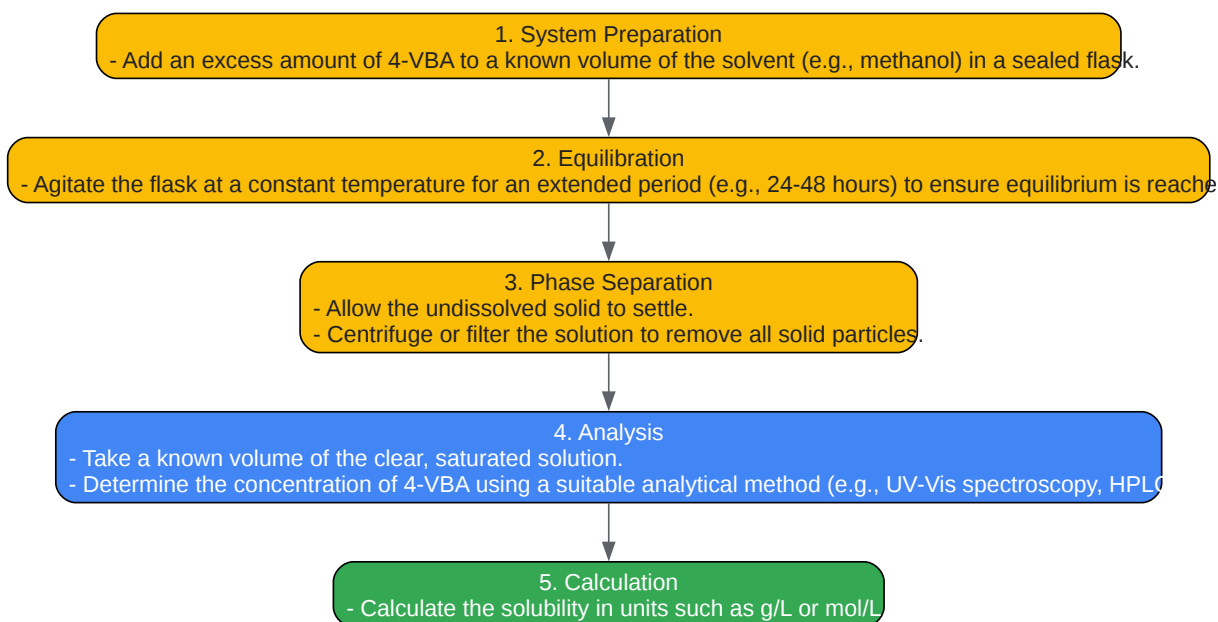 1. System Preparation
- Add an excess amount of 4-VBA to a known volume of the solvent (e.g., methanol) in a sealed flask.
2. Equilibration
- Agitate the flask at a constant temperature for an extended period (e.g., 24-48 hours) to ensure equilibrium is reache
3. Phase Separation
- Allow the undissolved solid to settle.
- Centrifuge or filter the solution to remove all solid particles.
4. Analysis
- Take a known volume of the clear, saturated solution.
- Determine the concentration of 4-VBA using a suitable analytical method (e.g., UV-Vis spectroscopy, HPLC
5. Calculation
- Calculate the solubility in units such as g/L or mol/L